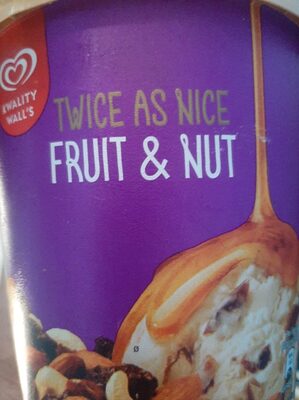 KWALITY
WALL'S
TWICE AS NICE
FRUIT & NUT